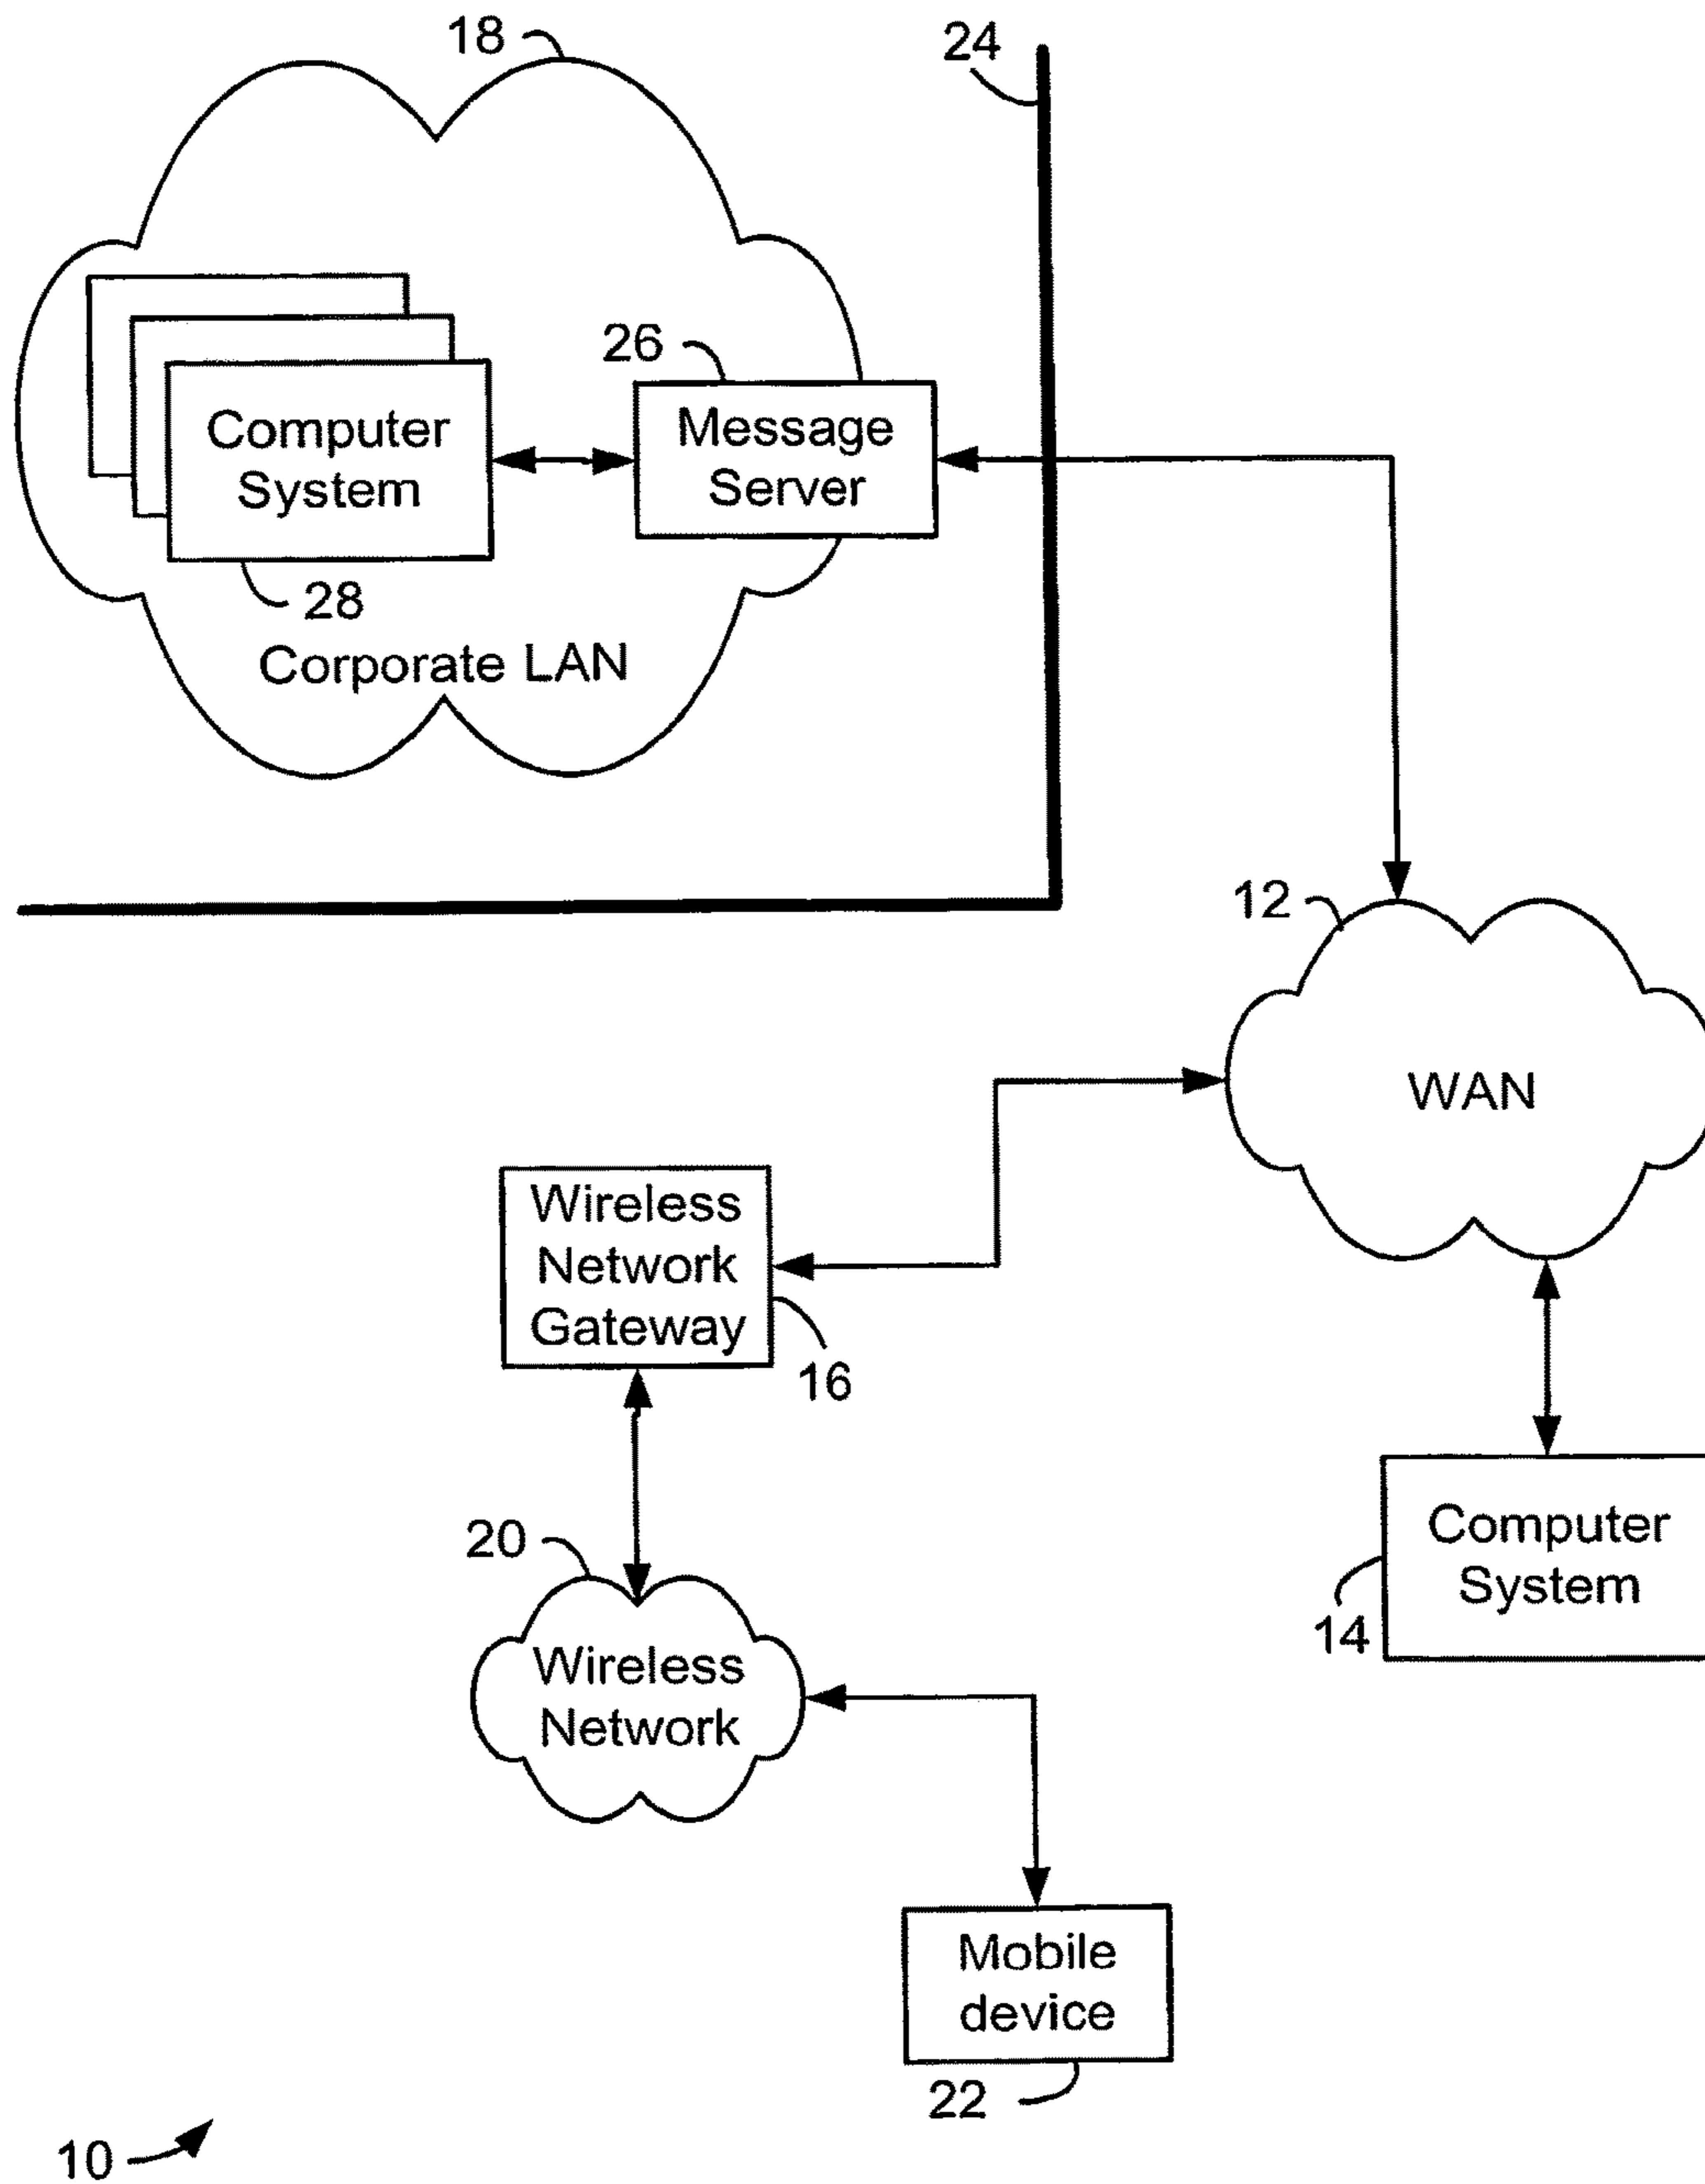 18
24
26
Computer
System
Message
Server
28
Corporate LAN
12
WAN
Wireless
Network
Gateway
16
20
Computer
System
14
Wireless
Network
Mobile
device
22
10